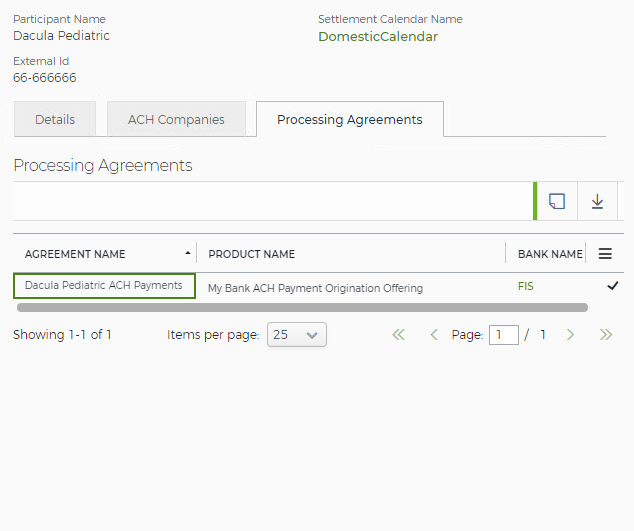 Participant Name
Settlement Calendar Name
Dacula Pediatric
DomesticCalendar
External Id
66-666666
Details
ACH Companies
Processing Agreements
Processing Agreements
AGREEMENT NAME
PRODUCT NAME
BANK NAME
Dacula Pediatric ACH Payments
My Bank ACH Payment Origination Offering
FIS
Showing 1-1 of 1
Items per page: 25
Page: 1 / 1